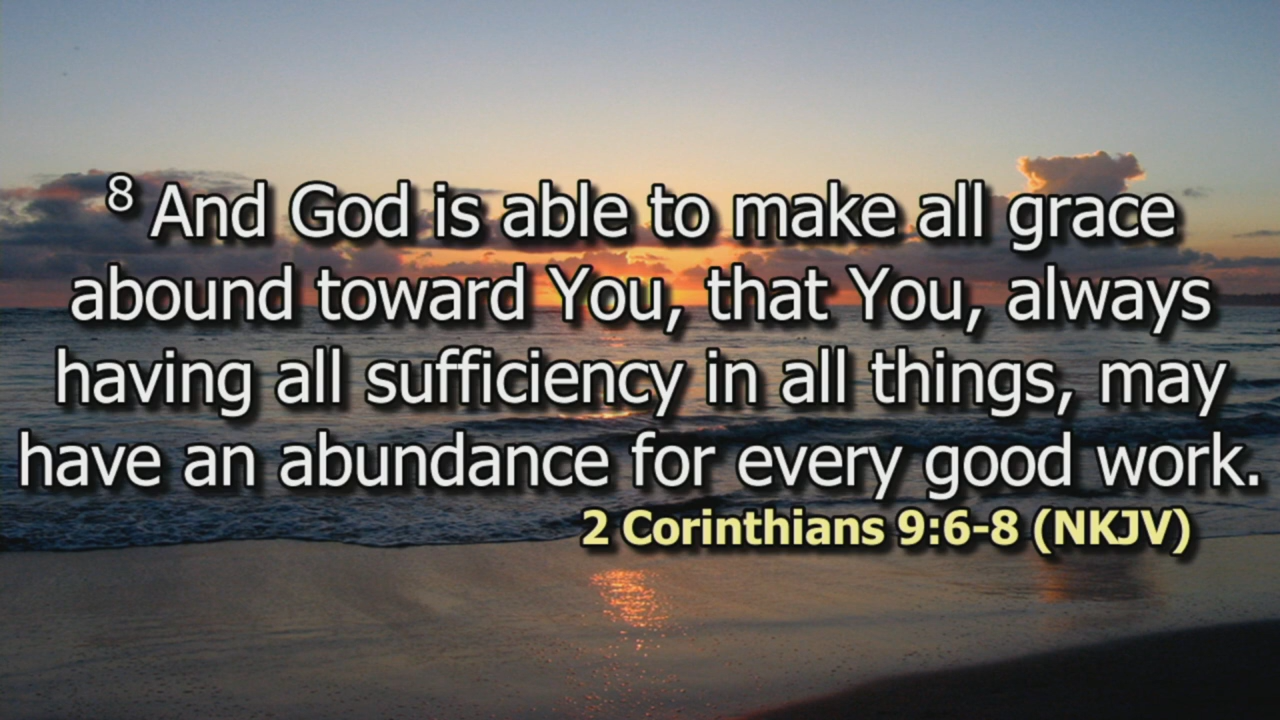 8 And God is able to make all grace
abound toward You, that You, always
having all sufficiency in all things, may
have an abundance for every good work.
2 Corinthians 9:6-8 (NKJV)